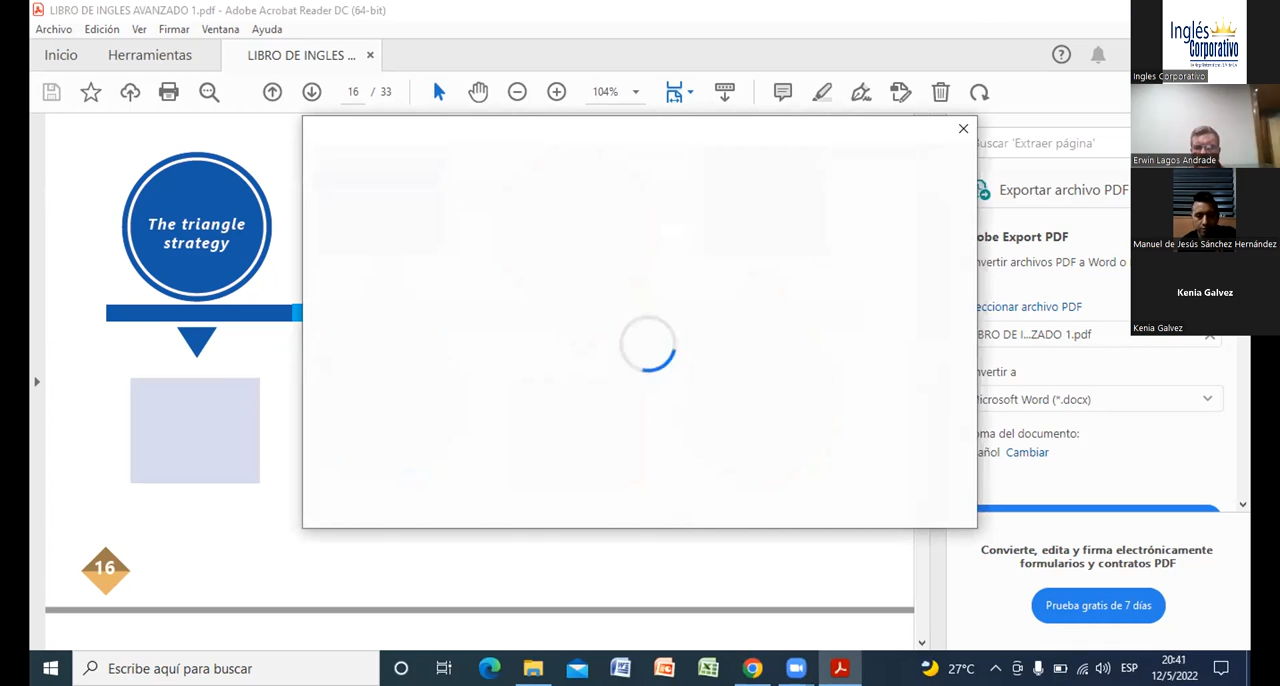 LIBRO DE INGLES AVANZADO 1.pdf - Adobe Acrobat Reader DC (64-bit)
Archivo Edición Ver Firmar Ventana Ayuda
Inicio Herramientas LIBRO DE INGLES ... ×
16 / 33 104%
The triangle
strategy
16
Buscar 'Extraer página'
Exportar archivo PDF
obe Export PDF
nvertir archivos PDF a Word o
eccionar archivo PDF
BRO DE I...ZADO 1.pdf
nvertir a
icrosoft Word (*.docx)
oma del documento:
añol Cambiar
Convierte, edita y firma electrónicamente
formularios y contratos PDF
Prueba gratis de 7 días
Inglés
Corporativo
Ingles Corporativo
Erwin Lagos Andrade
Manuel de Jesús Sánchez Hernández
Kenia Galvez
Kenia Galvez
Escribe aquí para buscar
27°C ESP
20:41
12/5/2022